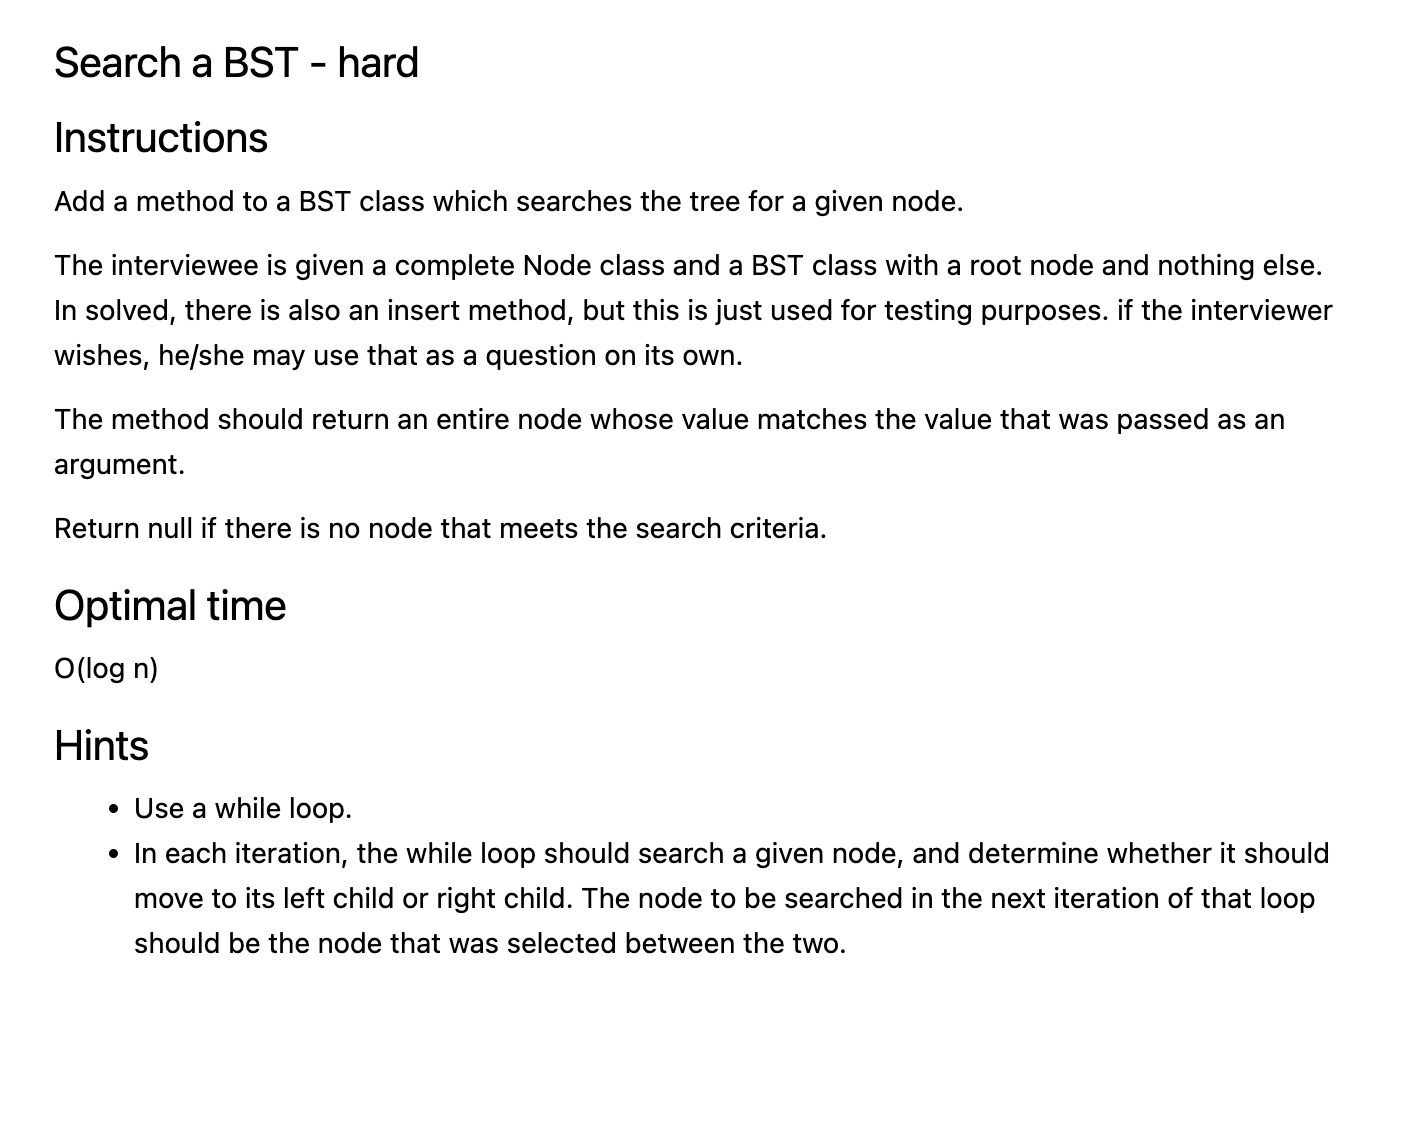 Search a BST - hard
Instructions
Add a method to a BST class which searches the tree for a given node.
The interviewee is given a complete Node class and a BST class with a root node and nothing else.
In solved, there is also an insert method, but this is just used for testing purposes. if the interviewer
wishes, he/she may use that as a question on its own.
The method should return an entire node whose value matches the value that was passed as an
argument.
Return null if there is no node that meets the search criteria.
Optimal time
O(log n)
Hints
• Use a while loop.
• In each iteration, the while loop should search a given node, and determine whether it should
move to its left child or right child. The node to be searched in the next iteration of that loop
should be the node that was selected between the two.